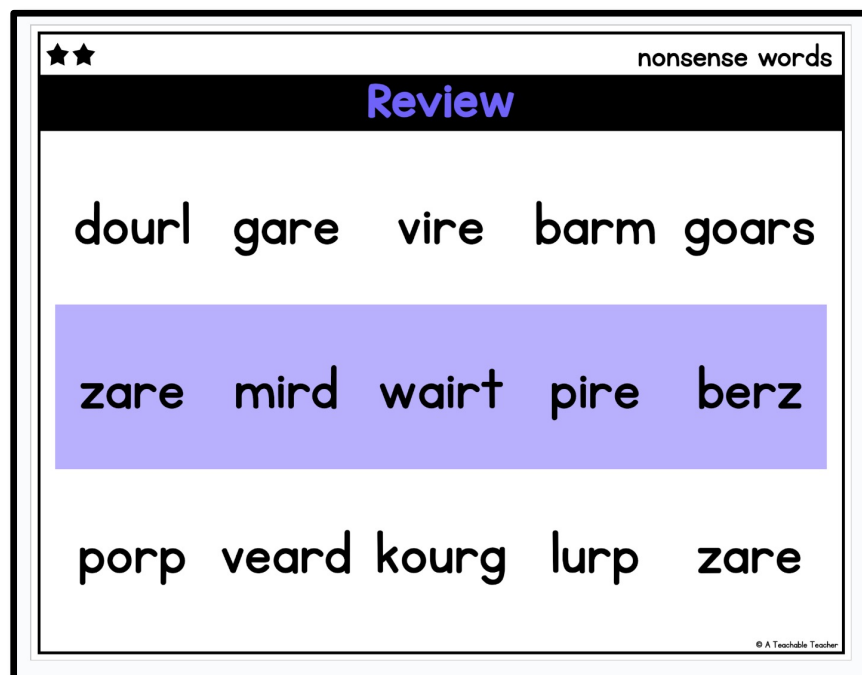 ★★ nonsense words
Review
dourl gare vire barm goars
zare mird wairt pire berz
porp veard kourg lurp zare
© A Teachable Teacher